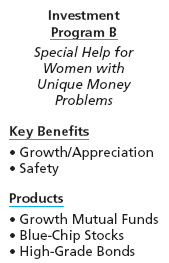 Investment
Program B
Special Help for
Women with
Unique Money
Problems
Key Benefits
• Growth/Appreciation
• Safety
Products
• Growth Mutual Funds
• Blue-Chip Stocks
• High-Grade Bonds